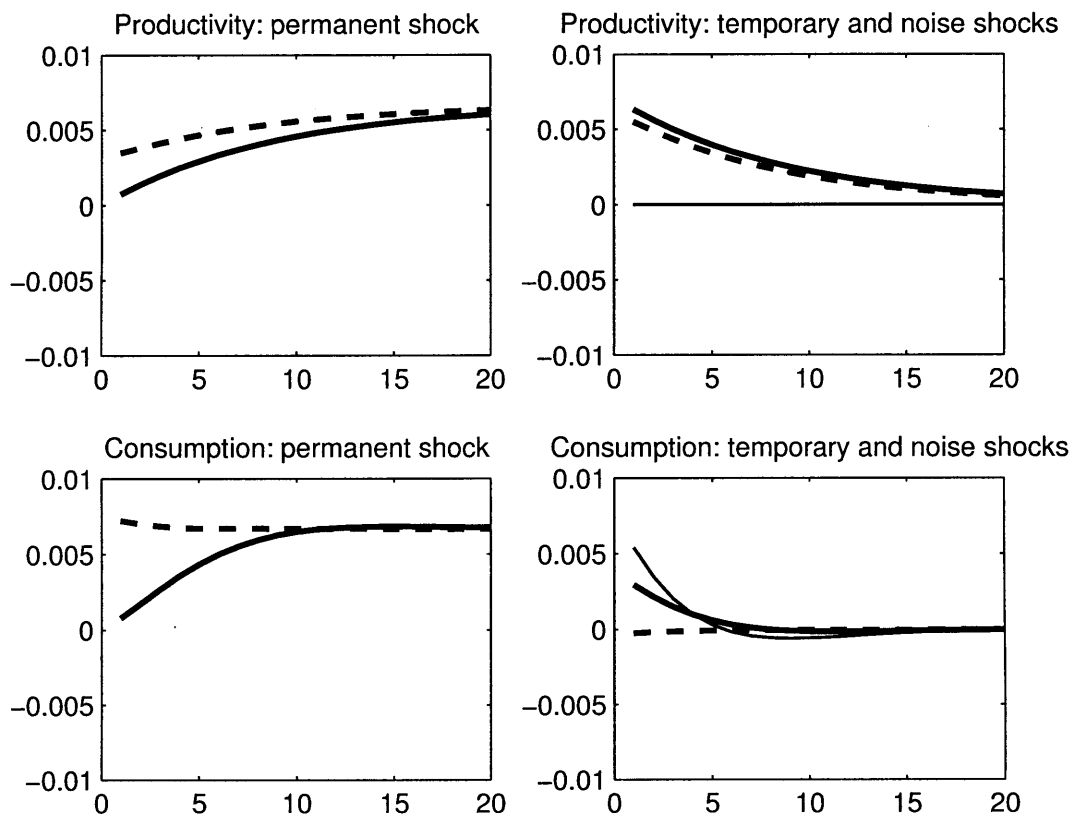 Productivity: permanent shock
0.01
0.005
0
−0.005
−0.01
0 5 10 15 20
Productivity: temporary and noise shocks
0.01
0.005
0
−0.005
−0.01
0 5 10 15 20
Consumption: permanent shock
0.01
0.005
0
−0.005
−0.01
0 5 10 15 20
Consumption: temporary and noise shocks
0.01
0.005
0
−0.005
−0.01
0 5 10 15 20